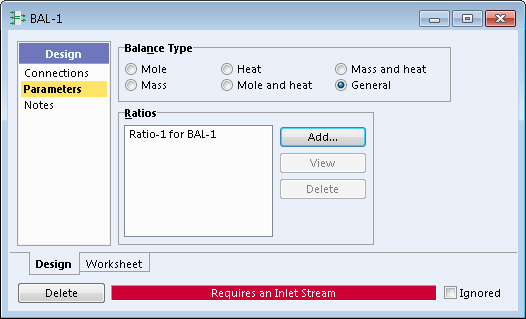 BAL-1
Design
Connections
Parameters
Notes
Balance Type
Mole
Heat
Mass and heat
Mass
Mole and heat
General
Ratios
Ratio-1 for BAL-1
Add...
View
Delete
Design
Worksheet
Delete
Requires an Inlet Stream
Ignored